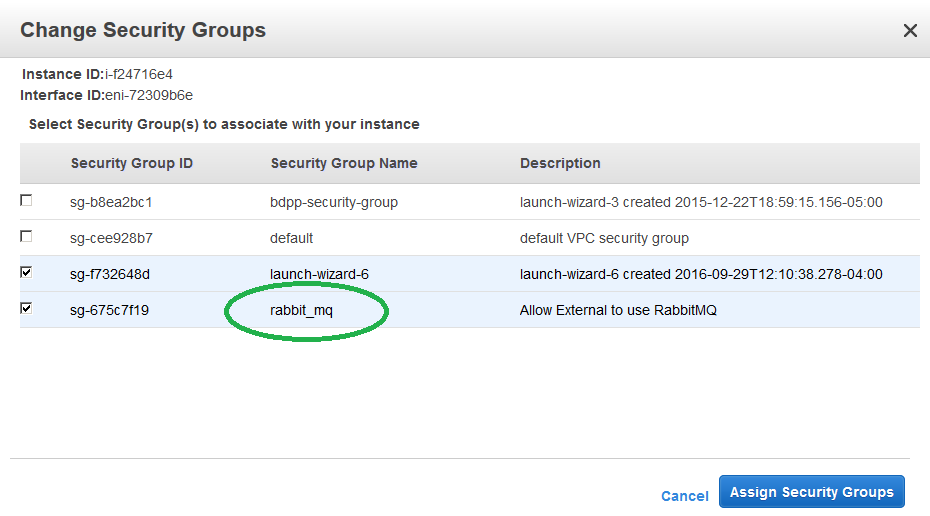 Change Security Groups
Instance ID:i-f24716e4
Interface ID:eni-72309b6e
Select Security Group(s) to associate with your instance
Security Group ID Security Group Name Description
sg-b8ea2bc1 bdpp-security-group launch-wizard-3 created 2015-12-22T18:59:15.156-05:00
sg-cee928b7 default default VPC security group
sg-f732648d launch-wizard-6 launch-wizard-6 created 2016-09-29T12:10:38.278-04:00
sg-675c7f19 rabbit_mq Allow External to use RabbitMQ
Cancel Assign Security Groups